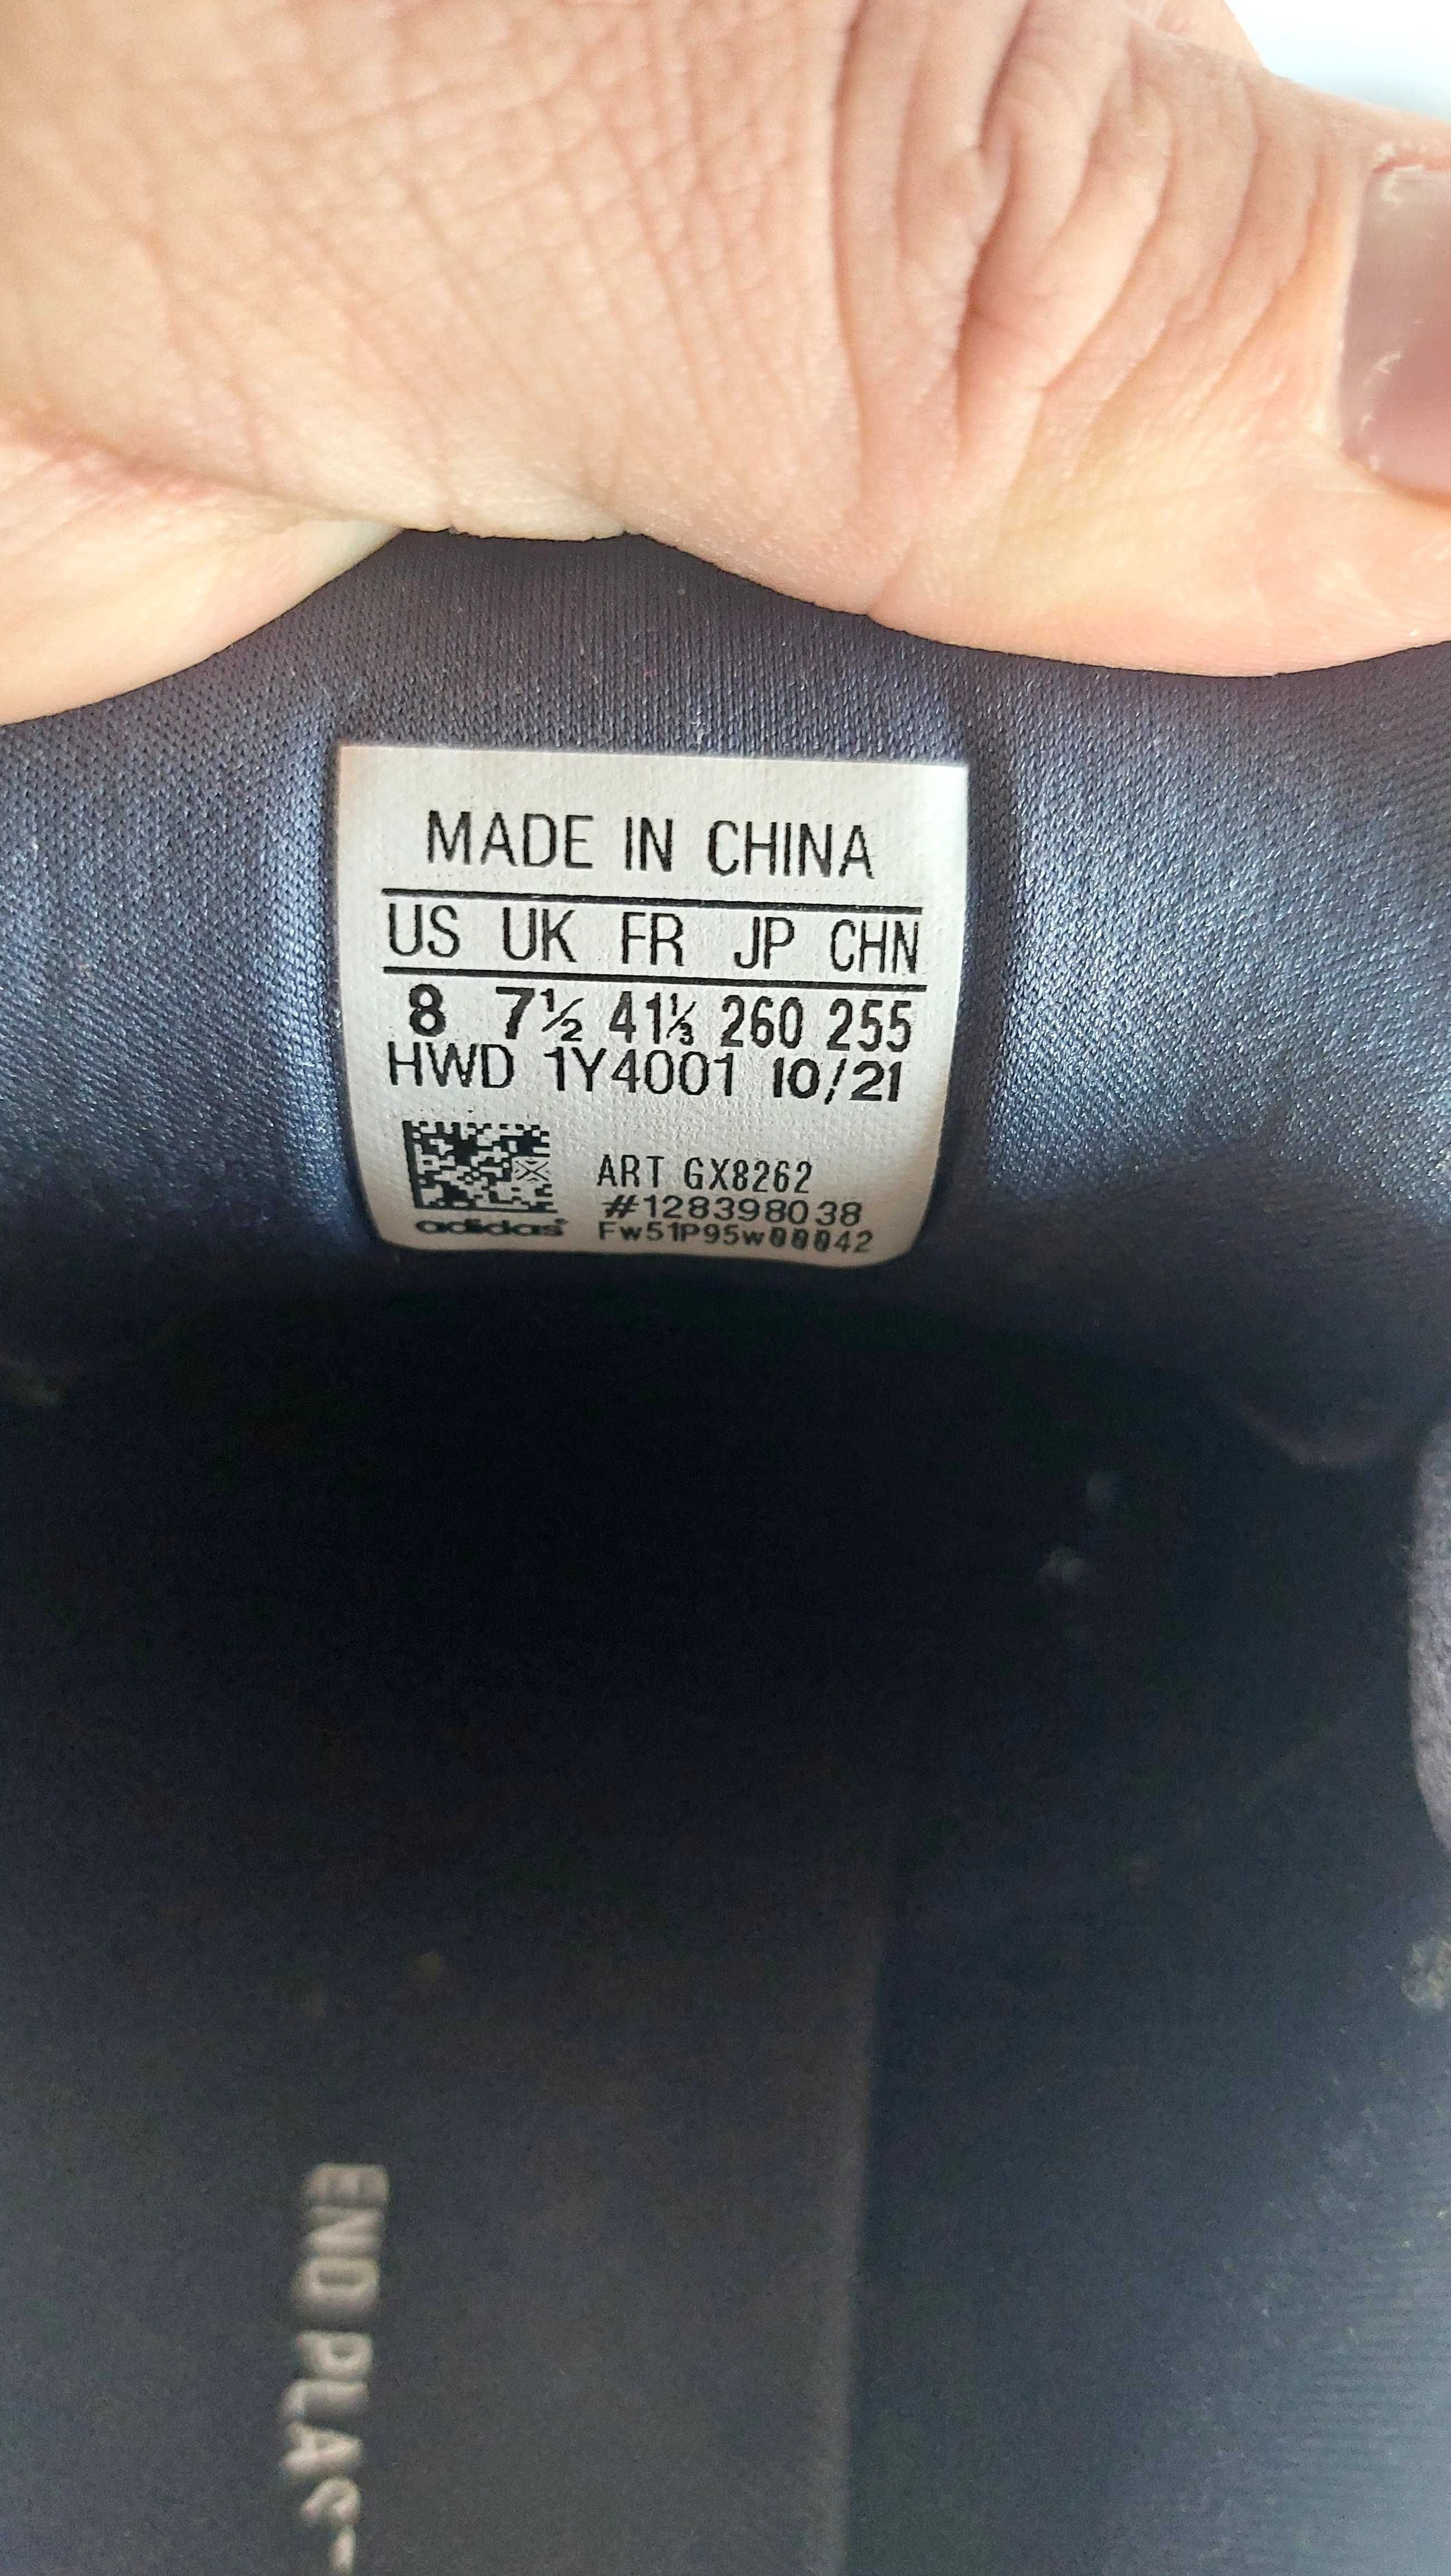 MADE IN CHINA
US UK FR JP CHN
8 7½ 41⅓ 260 255
HWD 1Y4001 10/21
ART GX8262
#128398038
adidas
Fw51P95w00042
END PLAS